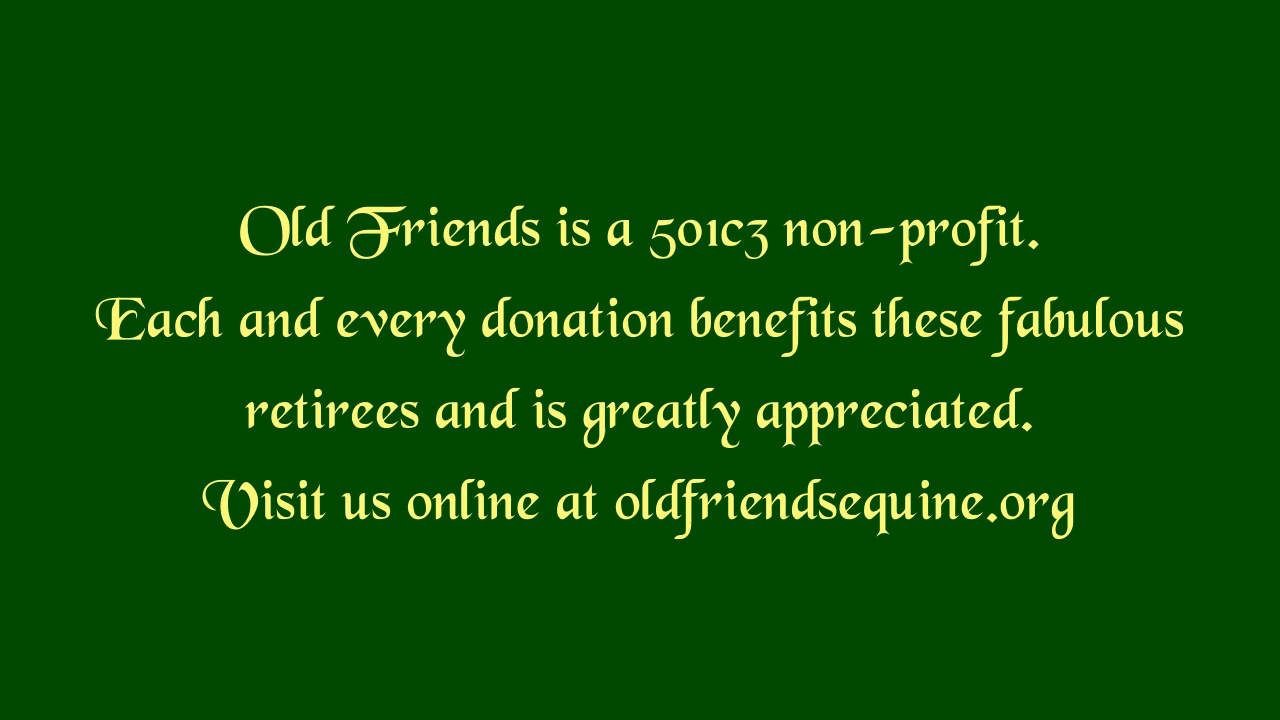 Old Friends is a 501c3 non-profit.
Each and every donation benefits these fabulous
retirees and is greatly appreciated.
Visit us online at oldfriendsequine.org